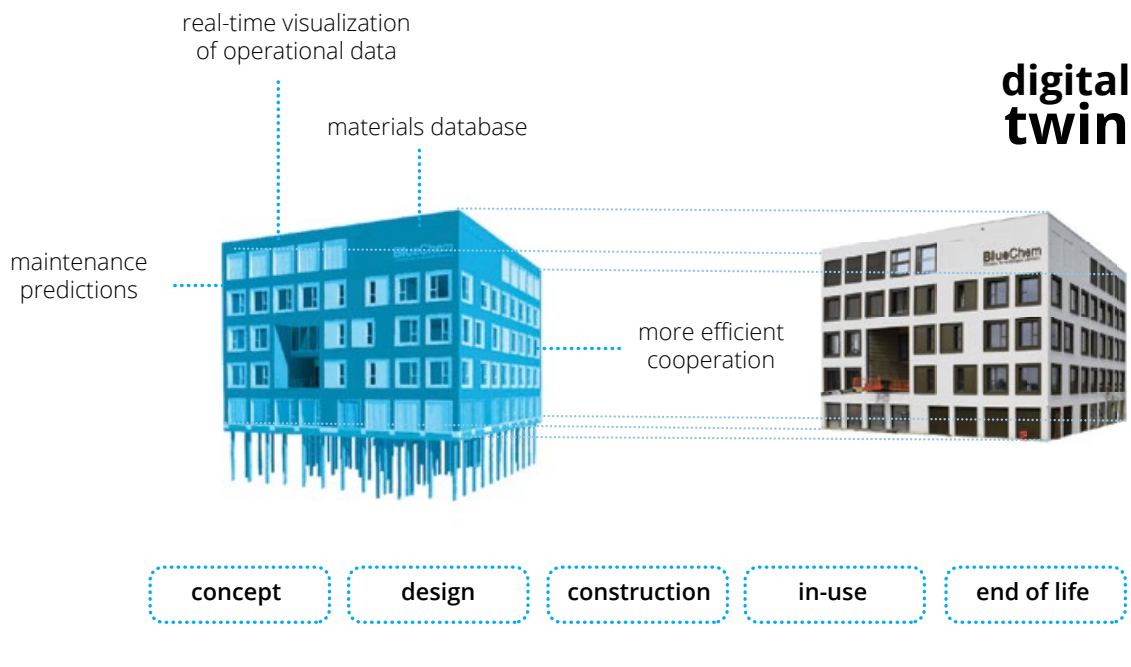 real-time visualization
of operational data
digital
twin
materials database
maintenance
predictions
BlueChem
BlueChem
more efficient
cooperation
concept
design
construction
in-use
end of life